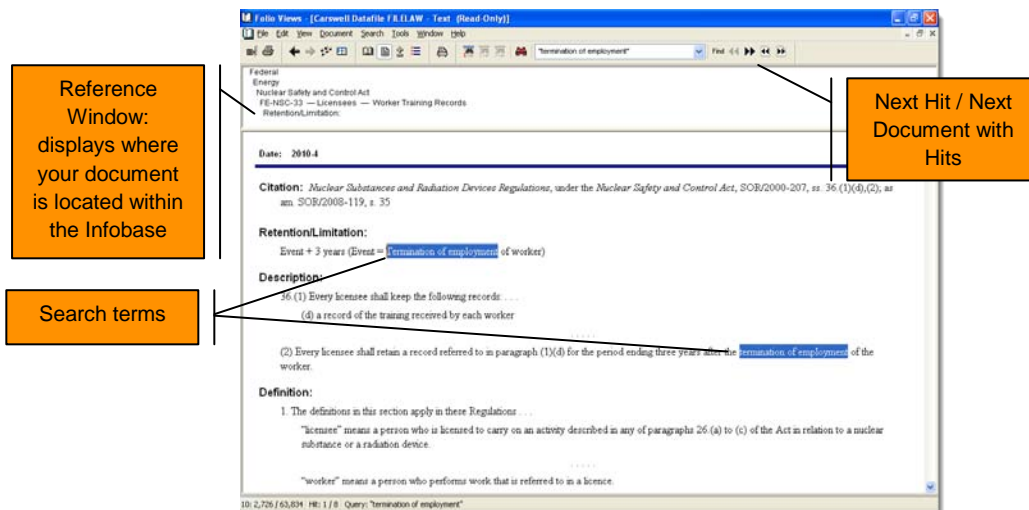 Folio Views - [Carswell Datafile FILELAW - Text (Read-Only)]
File Edit View Document Search Tools Window Help
"termination of employment" Find
Federal
Energy
Nuclear Safety and Control Act
FE-NSC-33 — Licensees — Worker Training Records
Retention/Limitation:
Reference
Window:
displays where
your document
is located within
the Infobase
Next Hit / Next
Document with
Hits
Date: 2010-4
Citation: Nuclear Substances and Radiation Devices Regulations, under the Nuclear Safety and Control Act, SOR/2000-207, ss. 36.(1)(d),(2); as
am. SOR/2008-119, s. 35
Retention/Limitation:
Event + 3 years (Event = Termination of employment of worker)
Search terms
Description:
36.(1) Every licensee shall keep the following records: . . . .
(d) a record of the training received by each worker
. . . . .
(2) Every licensee shall retain a record referred to in paragraph (1)(d) for the period ending three years after the termination of employment of the
worker.
Definition:
1. The definitions in this section apply in these Regulations . . .
"licensee" means a person who is licensed to carry on an activity described in any of paragraphs 26.(a) to (c) of the Act in relation to a nuclear
substance or a radiation device.
. . . . .
"worker" means a person who performs work that is referred to in a licence.
10: 2,726 / 63,834 Hit: 1 / 8 Query: "termination of employment"